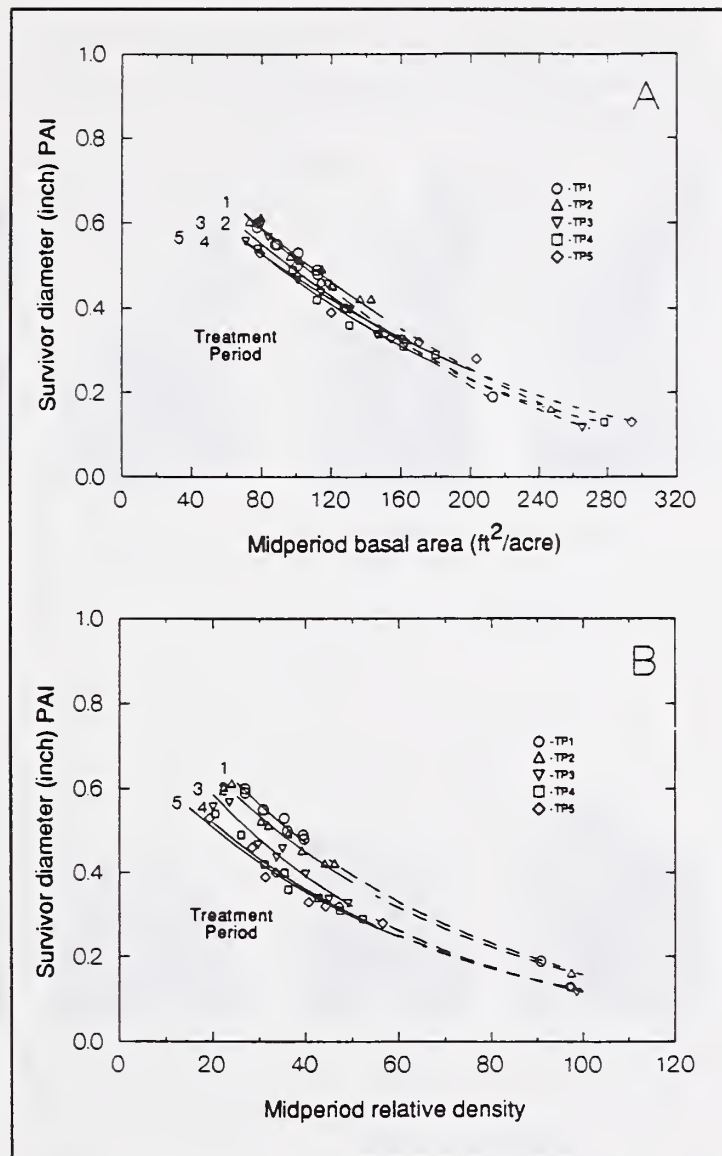 A
Survivor diameter (inch) PAI
1.0
0.8
0.6
0.4
0.2
0.0
1
3 2
5 4
Treatment
Period
-TP1
-TP2
-TP3
-TP4
-TP5
0 40 80 120 160 200 240 280 320
Midperiod basal area (ft²/acre)
B
Survivor diameter (inch) PAI
1.0
0.8
0.6
0.4
0.2
0.0
1
3 2
5 4
Treatment
Period
-TP1
-TP2
-TP3
-TP4
-TP5
0 20 40 60 80 100 120
Midperiod relative density